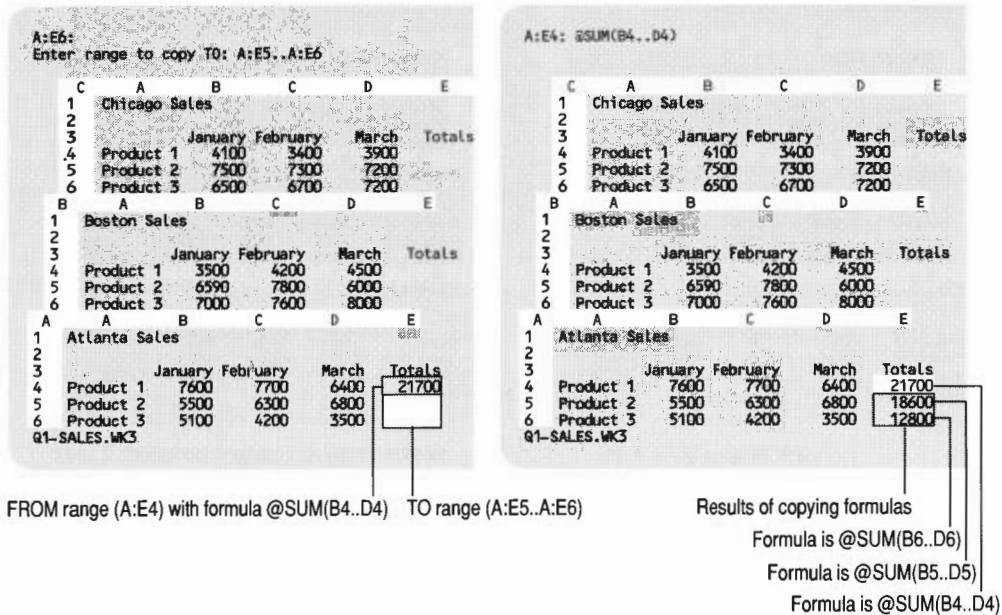 A:E6:
Enter range to copy TO: A:E5..A:E6
C A B C D E
1 Chicago Sales
2
3 January February March Totals
4 Product 1 4100 3400 3900
5 Product 2 7500 7300 7200
6 Product 3 6500 6700 7200
B A B C D E
1 Boston Sales
2
3 January February March Totals
4 Product 1 3500 4200 4500
5 Product 2 6590 7800 6000
6 Product 3 7000 7600 8000
A A B C D E
1 Atlanta Sales
2
3 January February March Totals
4 Product 1 7600 7700 6400 21700
5 Product 2 5500 6300 6800
6 Product 3 5100 4200 3500
Q1-SALES.WK3
FROM range (A:E4) with formula @SUM(B4..D4) TO range (A:E5..A:E6)
A:E4: @SUM(B4..D4)
C A B C D E
1 Chicago Sales
2
3 January February March Totals
4 Product 1 4100 3400 3900
5 Product 2 7500 7300 7200
6 Product 3 6500 6700 7200
B A B C D E
1 Boston Sales
2
3 January February March Totals
4 Product 1 3500 4200 4500
5 Product 2 6590 7800 6000
6 Product 3 7000 7600 8000
A A B C D E
1 Atlanta Sales
2
3 January February March Totals
4 Product 1 7600 7700 6400 21700
5 Product 2 5500 6300 6800 18600
6 Product 3 5100 4200 3500 12800
Q1-SALES.WK3
Results of copying formulas
Formula is @SUM(B6..D6)
Formula is @SUM(B5..D5)
Formula is @SUM(B4..D4)